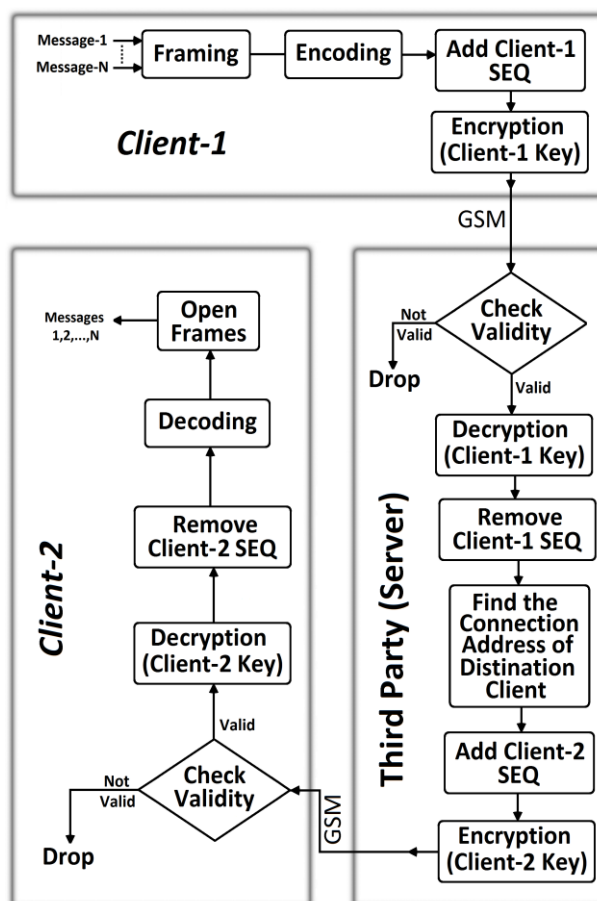 Message-1
Message-N
Framing
Encoding
Add Client-1
SEQ
Encryption
(Client-1 Key)
Client-1
GSM
Check
Validity
Not
Valid
Drop
Valid
Decryption
(Client-1 Key)
Remove
Client-1 SEQ
Find the
Connection
Address of
Distination
Client
Add Client-2
SEQ
Encryption
(Client-2 Key)
Third Party (Server)
GSM
Check
Validity
Not
Valid
Drop
Valid
Decryption
(Client-2 Key)
Remove
Client-2 SEQ
Decoding
Open
Frames
Messages
1,2,...,N
Client-2